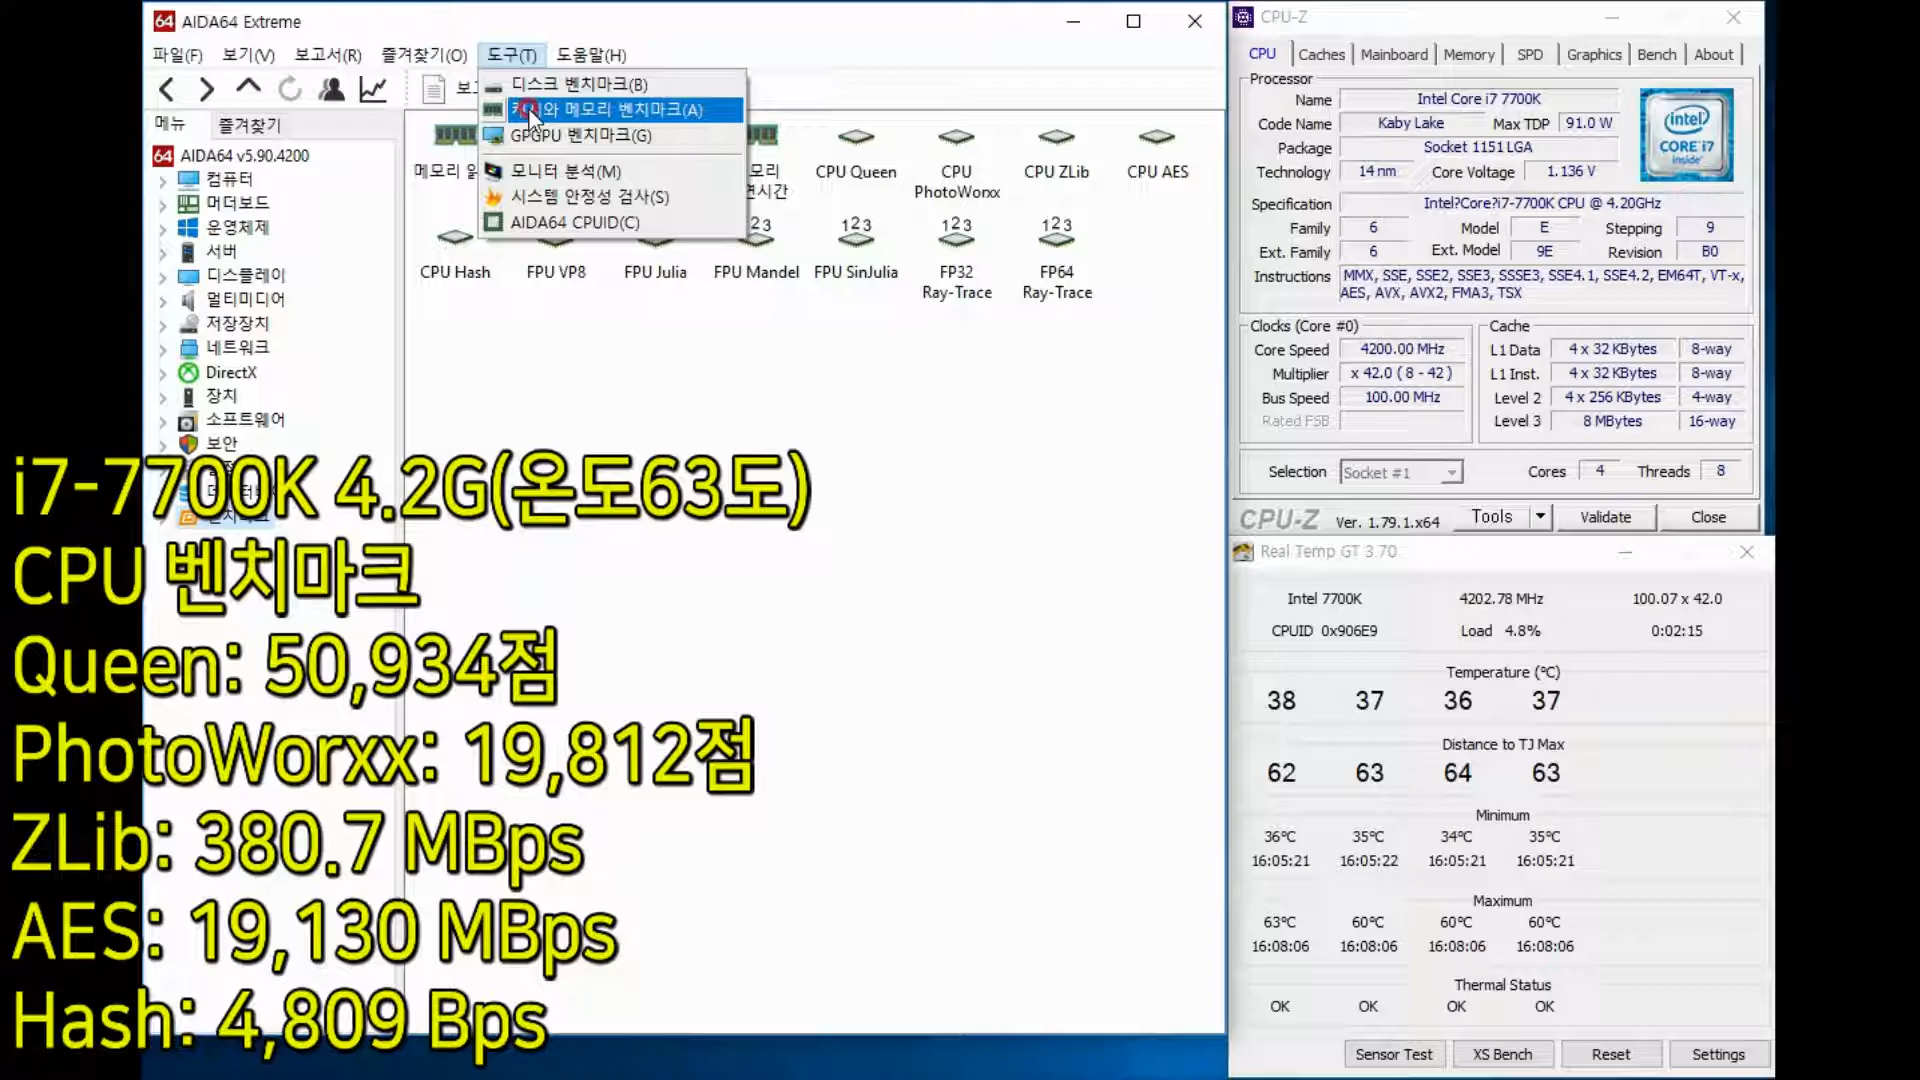 64 AIDA64 Extreme
파일(F) 보기(V) 보고서(R) 즐겨찾기(O) 도구(T) 도움말(H)
디스크 벤치마크(B)
메모리 벤치마크(A)
GPGPU 벤치마크(G)
모니터 분석(M)
시스템 안정성 검사(S)
AIDA64 CPUID(C)
메뉴 즐겨찾기
64 AIDA64 v5.90.4200
컴퓨터
머더보드
운영체제
서버
디스플레이
멀티미디어
저장장치
네트워크
DirectX
장치
소프트웨어
보안
CPU Queen
CPU PhotoWorxx
CPU ZLib
CPU AES
CPU Hash
FPU VP8
FPU Julia
FPU Mandel
123 FPU SinJulia
123 FP32 Ray-Trace
123 FP64 Ray-Trace
i7-7700K 4.2G(온도63도)
CPU 벤치마크
Queen: 50,934점
PhotoWorxx: 19,812점
ZLib: 380.7 MBps
AES: 19,130 MBps
Hash: 4,809 Bps
CPU-Z
CPU Caches Mainboard Memory SPD Graphics Bench About
Processor
Name Intel Core i7 7700K
Code Name Kaby Lake Max TDP 91.0 W
Package Socket 1151 LGA
Technology 14 nm Core Voltage 1.136 V
intel CORE i7 inside
Specification Intel?Core?i7-7700K CPU @ 4.20GHz
Family 6 Model E Stepping 9
Ext. Family 6 Ext. Model 9E Revision B0
Instructions MMX, SSE, SSE2, SSE3, SSSE3, SSE4.1, SSE4.2, EM64T, VT-x,
AES, AVX, AVX2, FMA3, TSX
Clocks (Core #0) Cache
Core Speed 4200.00 MHz L1 Data 4 x 32 KBytes 8-way
Multiplier x 42.0 ( 8 - 42 ) L1 Inst. 4 x 32 KBytes 8-way
Bus Speed 100.00 MHz Level 2 4 x 256 KBytes 4-way
Rated FSB Level 3 8 MBytes 16-way
Selection Socket #1 Cores 4 Threads 8
CPU-Z Ver. 1.79.1.x64 Tools Validate Close
Real Temp GT 3.70
Intel 7700K 4202.78 MHz 100.07 x 42.0
CPUID 0x906E9 Load 4.8% 0:02:15
Temperature (℃)
38 37 36 37
Distance to TJ Max
62 63 64 63
Minimum
36℃ 35℃ 34℃ 35℃
16:05:21 16:05:22 16:05:21 16:05:21
Maximum
63℃ 60℃ 60℃ 60℃
16:08:06 16:08:06 16:08:06 16:08:06
Thermal Status
OK OK OK OK
Sensor Test XS Bench Reset Settings